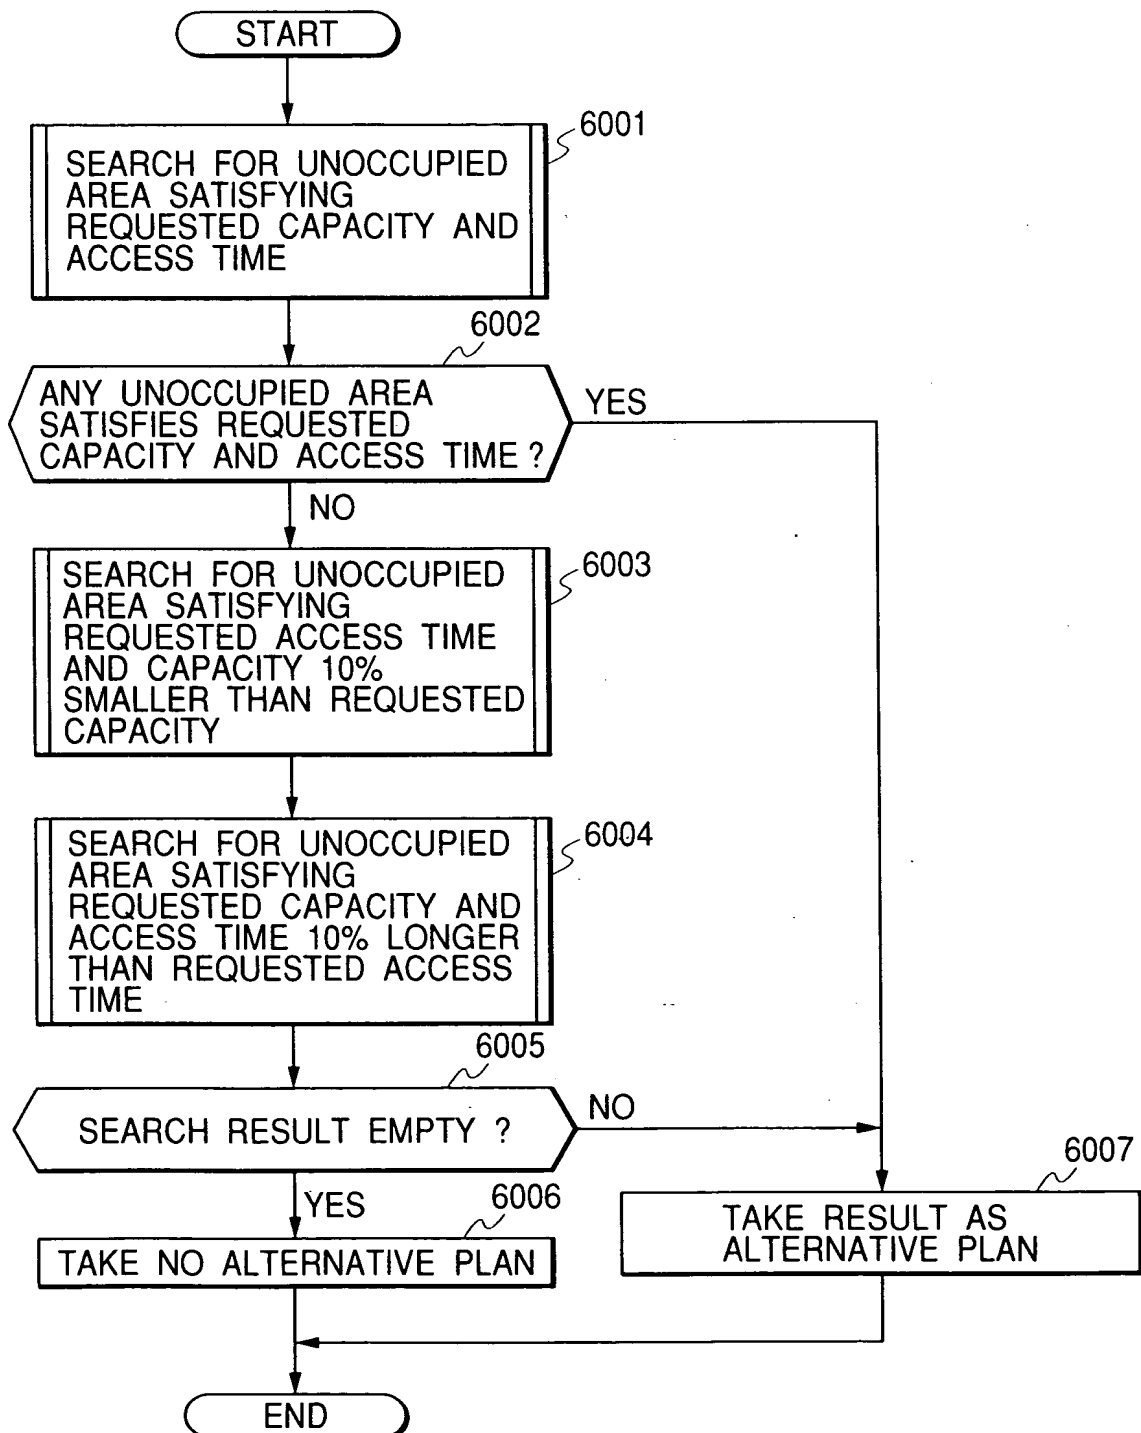 START
6001
SEARCH FOR UNOCCUPIED
AREA SATISFYING
REQUESTED CAPACITY AND
ACCESS TIME
6002
ANY UNOCCUPIED AREA
SATISFIES REQUESTED
CAPACITY AND ACCESS TIME ?
YES
NO
6003
SEARCH FOR UNOCCUPIED
AREA SATISFYING
REQUESTED ACCESS TIME
AND CAPACITY 10%
SMALLER THAN REQUESTED
CAPACITY
6004
SEARCH FOR UNOCCUPIED
AREA SATISFYING
REQUESTED CAPACITY AND
ACCESS TIME 10% LONGER
THAN REQUESTED ACCESS
TIME
6005
SEARCH RESULT EMPTY ?
NO
YES
6006
TAKE NO ALTERNATIVE PLAN
6007
TAKE RESULT AS
ALTERNATIVE PLAN
END